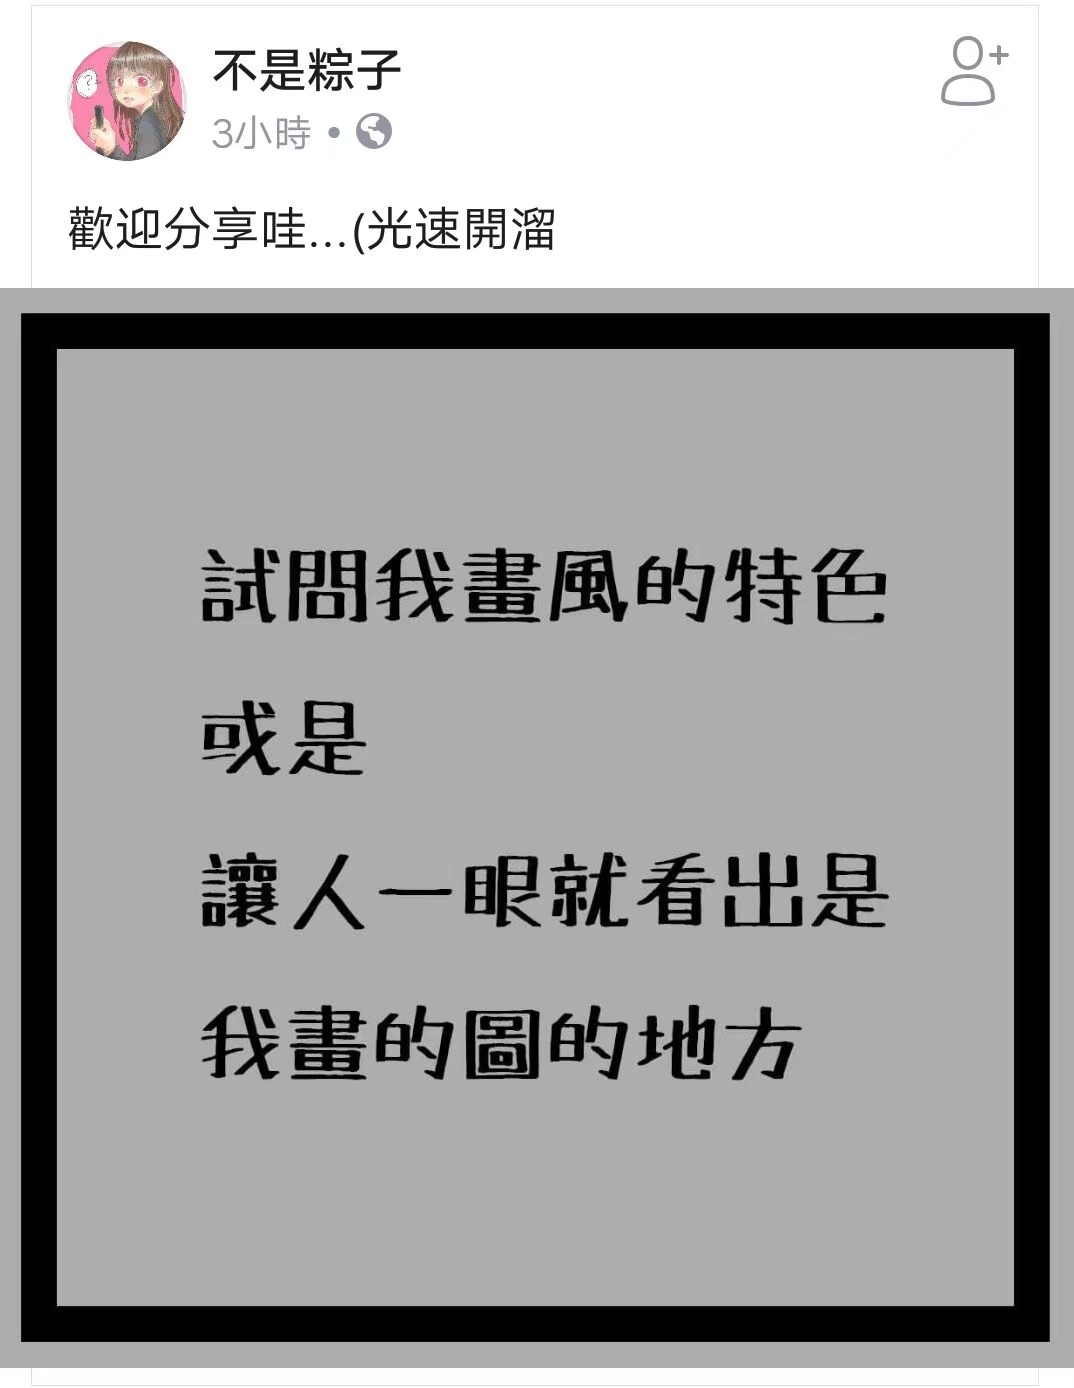 不是粽子
3小時
歡迎分享哇...(光速開溜
?
試問我畫風的特色
或是
讓人一眼就看出是
我畫的圖的地方